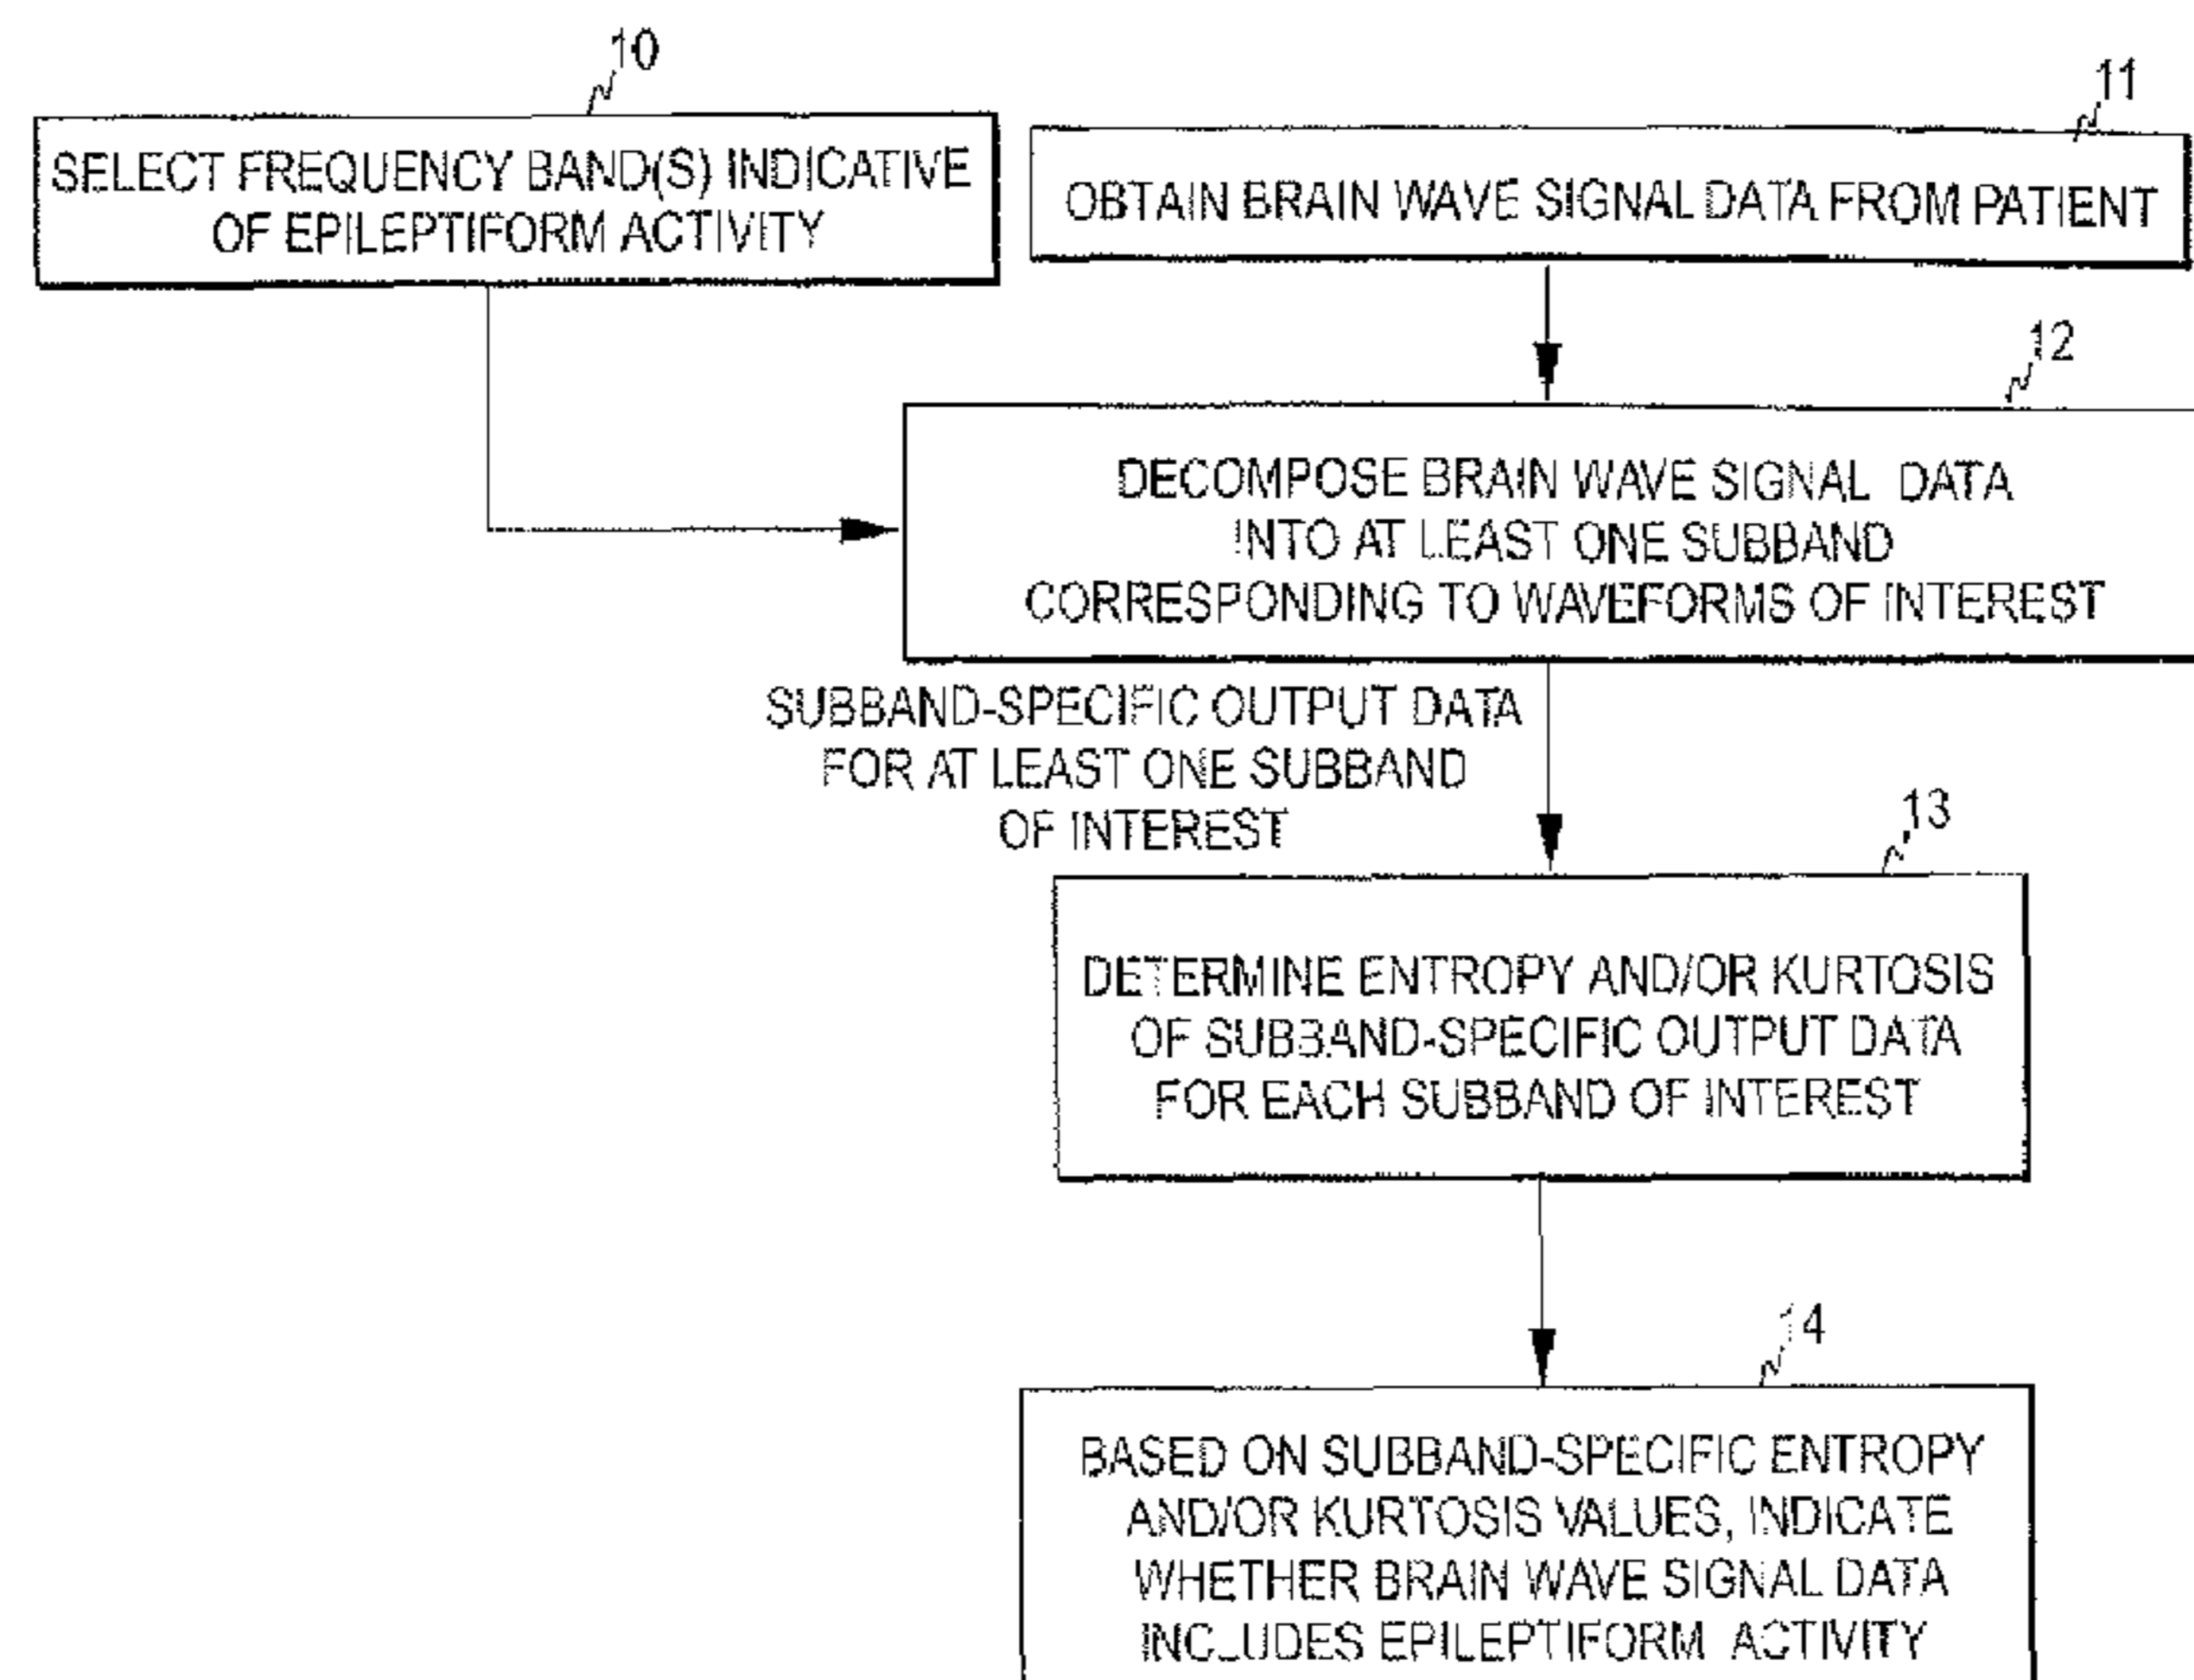 10
SELECT FREQUENCY BAND(S) INDICATIVE
OF EPILEPTIFORM ACTIVITY
11
OBTAIN BRAIN WAVE SIGNAL DATA FROM PATIENT
12
DECOMPOSE BRAIN WAVE SIGNAL DATA
INTO AT LEAST ONE SUBBAND
CORRESPONDING TO WAVEFORMS OF INTEREST
SUBBAND-SPECIFIC OUTPUT DATA
FOR AT LEAST ONE SUBBAND
OF INTEREST
13
DETERMINE ENTROPY AND/OR KURTOSIS
OF SUBBAND-SPECIFIC OUTPUT DATA
FOR EACH SUBBAND OF INTEREST
14
BASED ON SUBBAND-SPECIFIC ENTROPY
AND/OR KURTOSIS VALUES, INDICATE
WHETHER BRAIN WAVE SIGNAL DATA
INCLUDES EPILEPTIFORM ACTIVITY